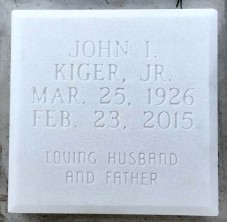 JOHN I.
KIGER, JR.
MAR. 25, 1926
FEB. 23, 2015
LOVING HUSBAND
AND FATHER